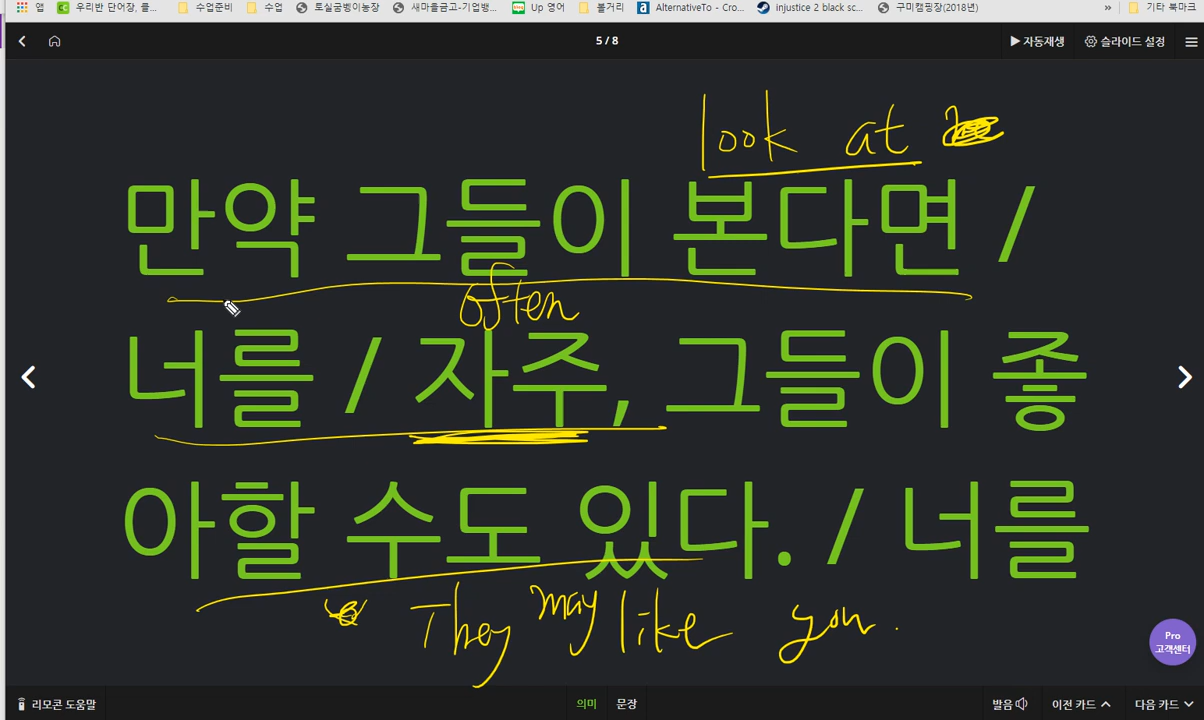 앱 우리반 단어장, 클... 수업준비 수업 토실굼벵이농장 새마을금고-기업뱅... Up 영어 볼거리 AlternativeTo - Cro... injustice 2 black sc... 구미캠핑장(2018년) » 기타 북마크
5 / 8 자동재생 슬라이드 설정
look at
만약 그들이 본다면 /
often
너를 / 자주, 그들이 좋
아할 수도 있다. / 너를
They may like you.
Pro
고객센터
리모콘 도움말 의미 문장 발음 이전 카드 다음 카드